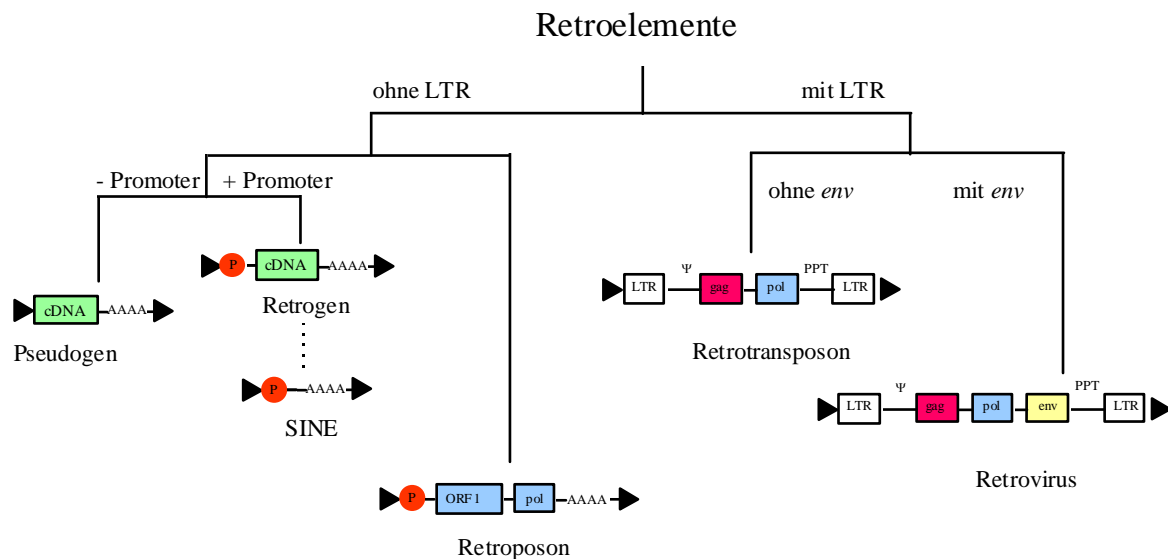 Retroelemente
ohne LTR
mit LTR
- Promoter
+ Promoter
ohne env
mit env
P
cDNA
AAAA
Retrogen
cDNA
AAAA
Pseudogen
P
AAAA
SINE
LTR
Ψ
gag
pol
PPT
LTR
Retrotransposon
LTR
Ψ
gag
pol
env
PPT
LTR
Retrovirus
P
ORF1
pol
AAAA
Retroposon